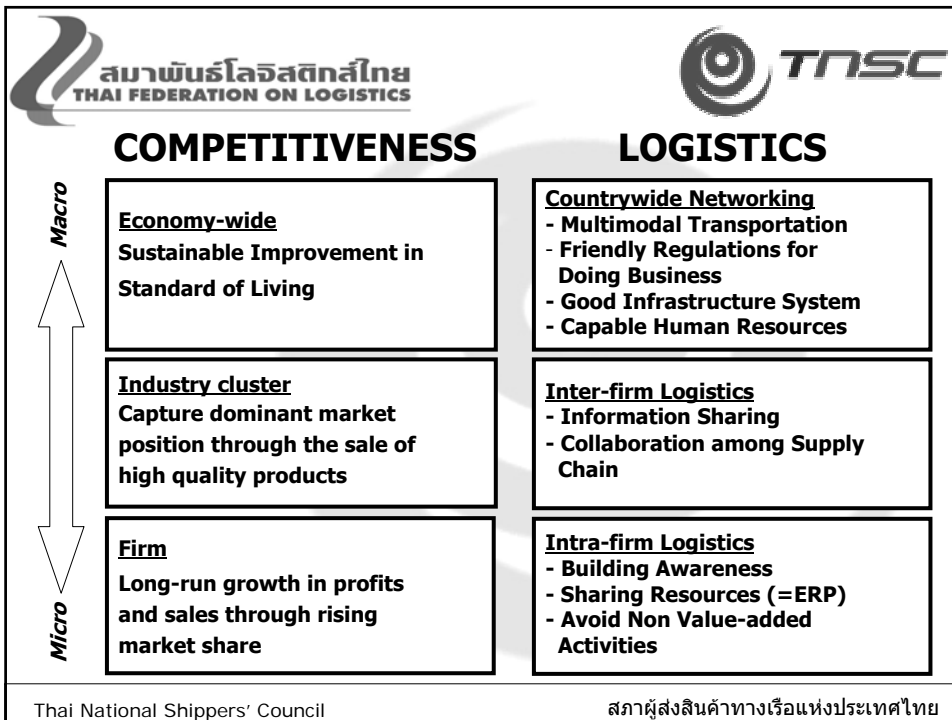 สมาพันธ์โลจิสติกส์ไทย
THAI FEDERATION ON LOGISTICS
TNSC
COMPETITIVENESS
LOGISTICS
Macro
Economy-wide
Sustainable Improvement in
Standard of Living
Countrywide Networking
- Multimodal Transportation
- Friendly Regulations for
Doing Business
- Good Infrastructure System
- Capable Human Resources
Industry cluster
Capture dominant market
position through the sale of
high quality products
Inter-firm Logistics
- Information Sharing
- Collaboration among Supply
Chain
Micro
Firm
Long-run growth in profits
and sales through rising
market share
Intra-firm Logistics
- Building Awareness
- Sharing Resources (=ERP)
- Avoid Non Value-added
Activities
Thai National Shippers' Council
สภาผู้ส่งสินค้าทางเรือแห่งประเทศไทย